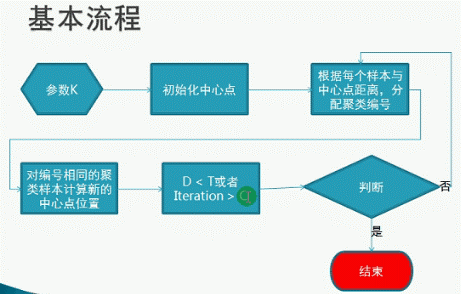 基本流程
参数K
初始化中心点
根据每个样本与
中心点距离，分
配聚类编号
对编号相同的聚
类样本计算新的
中心点位置
D < T或者
Iteration > C
判断
否
是
结束